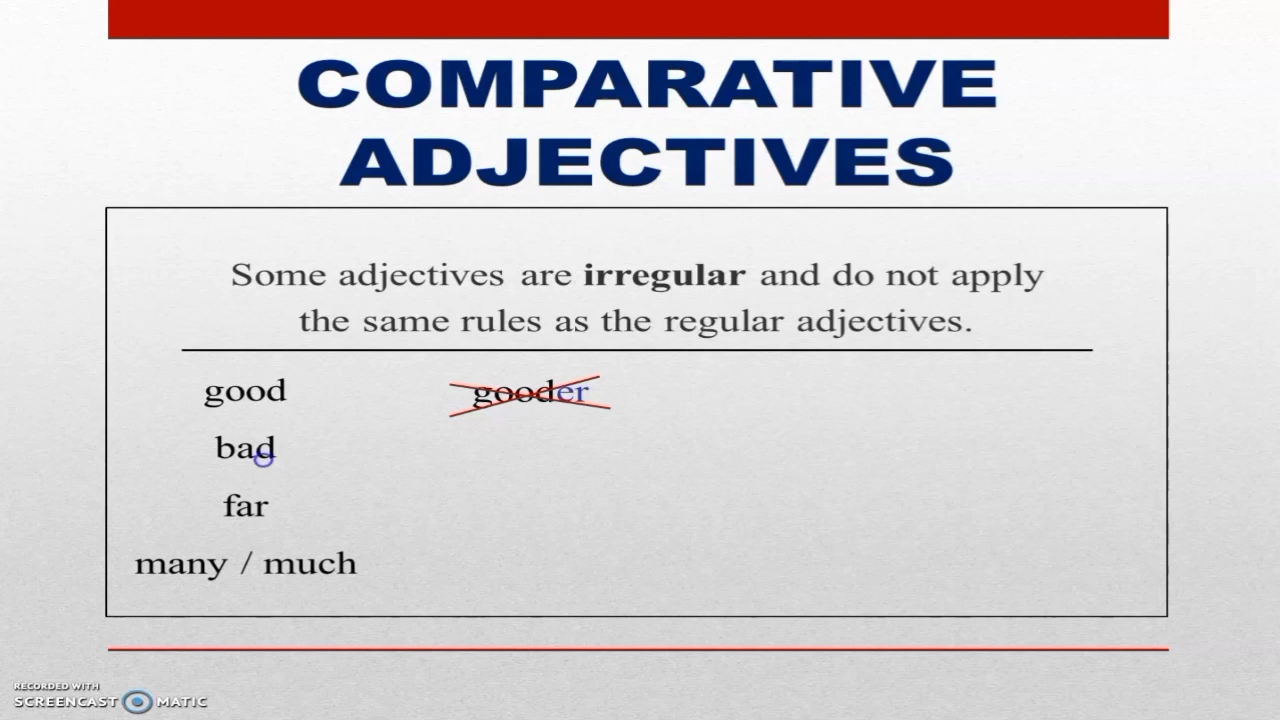 COMPARATIVE
ADJECTIVES
Some adjectives are irregular and do not apply
the same rules as the regular adjectives.
good gooder
bad
far
many / much
RECORDED WITH
SCREENCAST MATIC